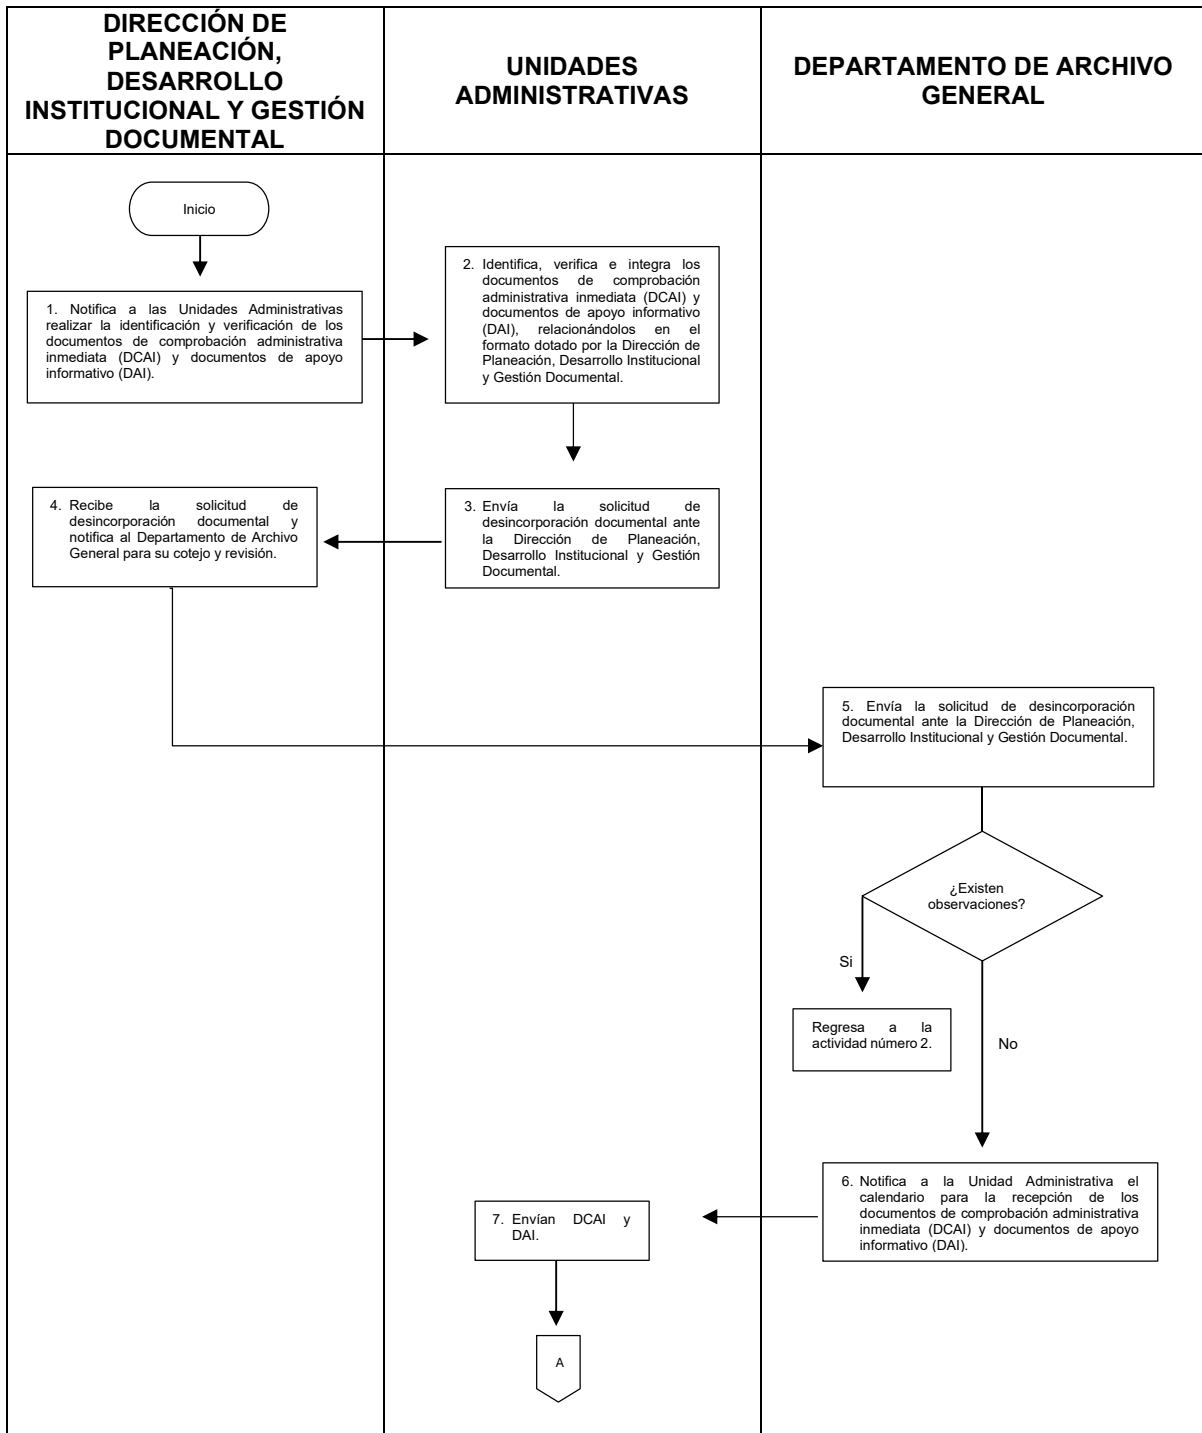 DIRECCIÓN DE
PLANEACIÓN,
DESARROLLO
INSTITUCIONAL Y GESTIÓN
DOCUMENTAL
UNIDADES
ADMINISTRATIVAS
DEPARTAMENTO DE ARCHIVO
GENERAL
Inicio
1. Notifica a las Unidades Administrativas
realizar la identificación y verificación de los
documentos de comprobación administrativa
inmediata (DCAI) y documentos de apoyo
informativo (DAI).
2. Identifica, verifica e integra los
documentos de comprobación
administrativa inmediata (DCAI) y
documentos de apoyo informativo
(DAI), relacionándolos en el
formato dotado por la Dirección de
Planeación, Desarrollo Institucional
y Gestión Documental.
3. Envía la solicitud de
desincorporación documental ante
la Dirección de Planeación,
Desarrollo Institucional y Gestión
Documental.
4. Recibe la solicitud de
desincorporación documental y
notifica al Departamento de Archivo
General para su cotejo y revisión.
5. Envía la solicitud de desincorporación
documental ante la Dirección de Planeación,
Desarrollo Institucional y Gestión Documental.
¿Existen
observaciones?
Si
Regresa a la
actividad número 2.
No
6. Notifica a la Unidad Administrativa el
calendario para la recepción de los
documentos de comprobación administrativa
inmediata (DCAI) y documentos de apoyo
informativo (DAI).
7. Envían DCAI y
DAI.
A